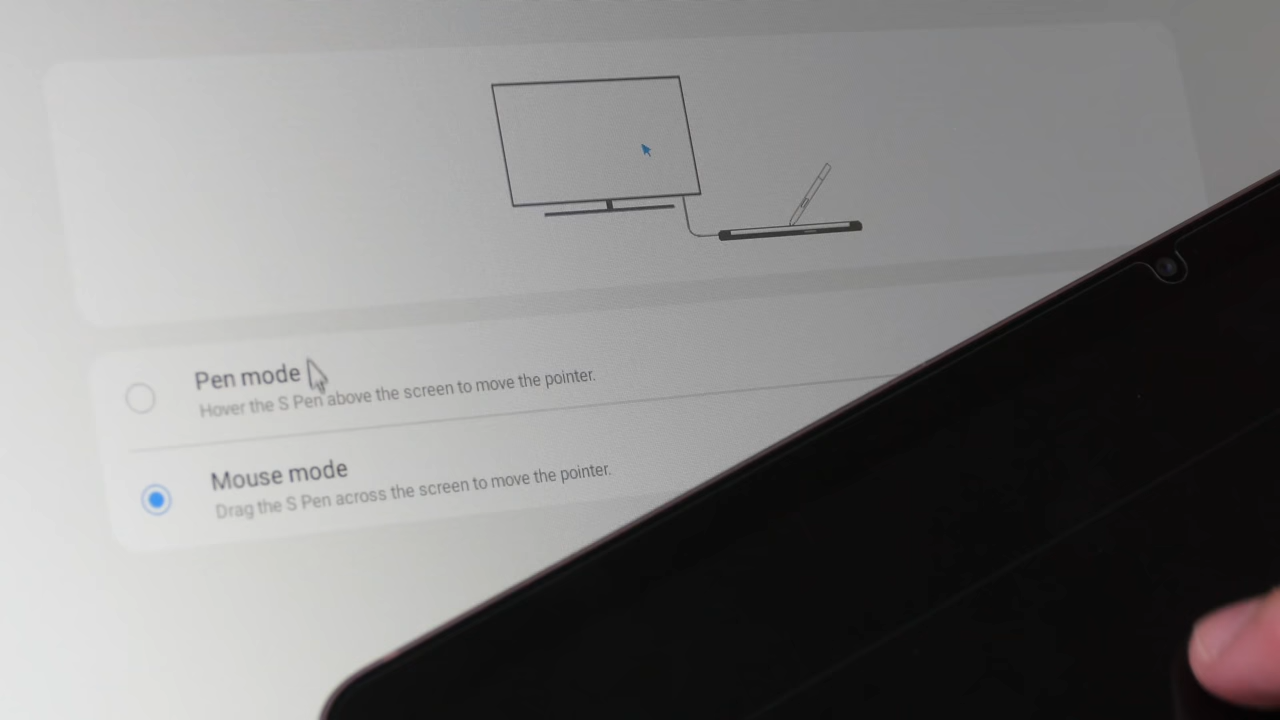 Pen mode
Hover the S Pen above the screen to move the pointer.
Mouse mode
Drag the S Pen across the screen to move the pointer.